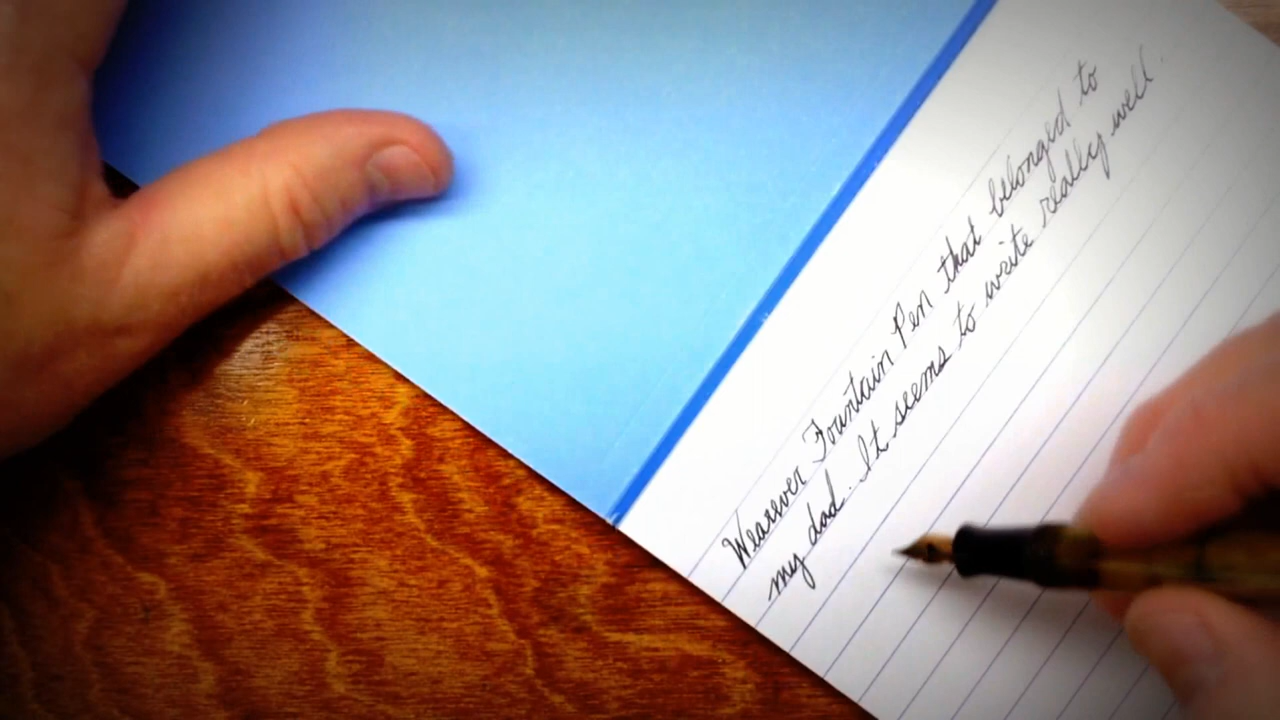 Wearever Fountain Pen that belonged to
my dad. It seems to write really well.